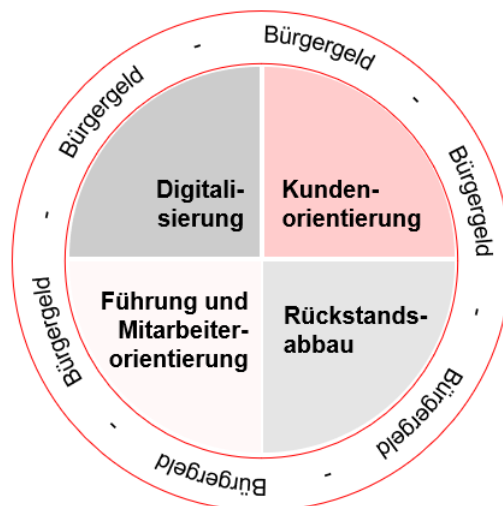 Bürgergeld - Bürgergeld - Bürgergeld - Bürgergeld - Bürgergeld - Bürgergeld -
Digitali-
sierung
Kunden-
orientierung
Führung und
Mitarbeiter-
orientierung
Rückstands-
abbau